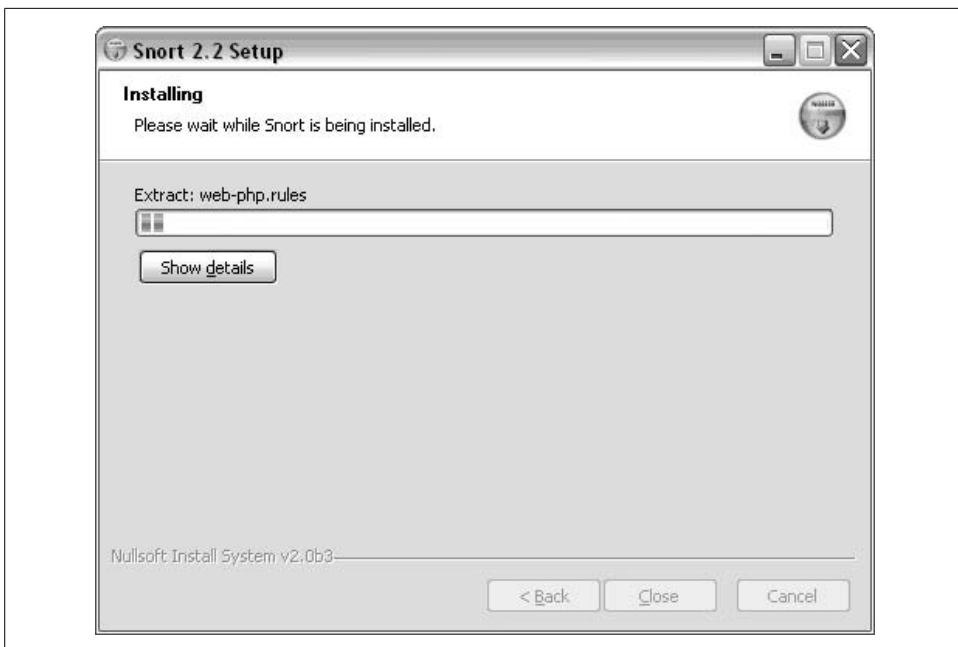 Snort 2.2 Setup
Installing
Please wait while Snort is being installed.
Extract: web-php.rules
Show details
Nullsoft Install System v2.0b3
< Back
Close
Cancel